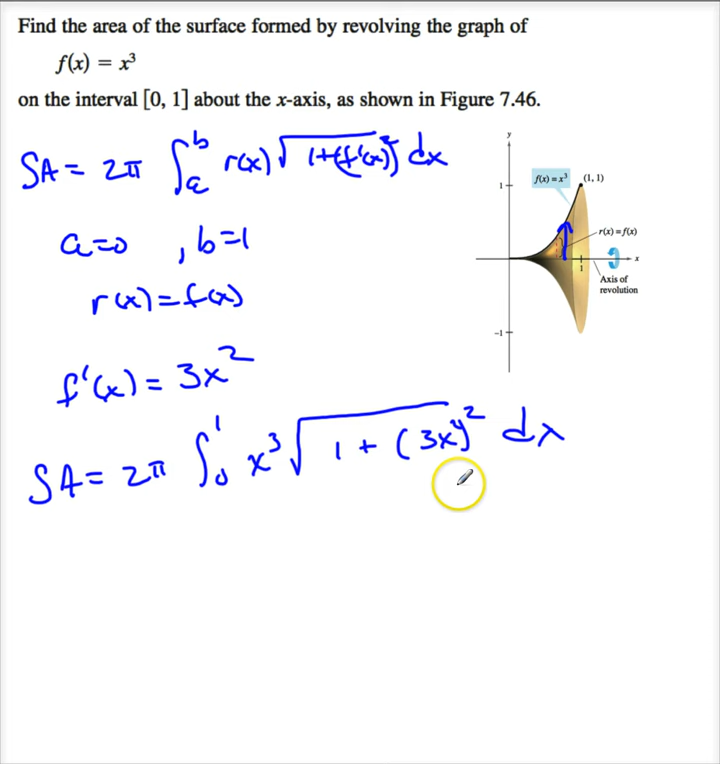 Find the area of the surface formed by revolving the graph of
f(x) = x³
on the interval [0, 1] about the x-axis, as shown in Figure 7.46.
SA = 2π ∫ₐᵇ r(x) √(1+(f'(x))² dx
a=0 , b=1
r(x) = f(x)
f'(x) = 3x²
SA = 2π ∫₀¹ x³ √(1 + (3x²)² dx
y
f(x) = x³
(1, 1)
1
r(x) = f(x)
x
1
Axis of
revolution
−1